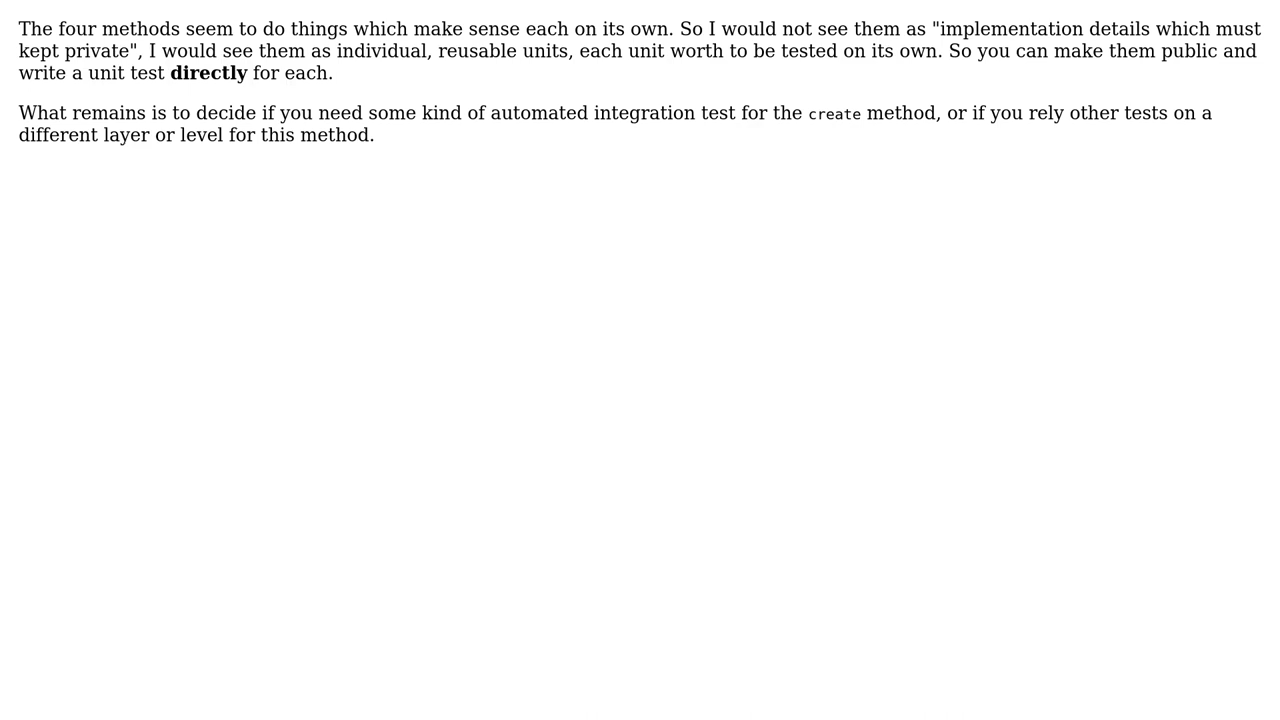 The four methods seem to do things which make sense each on its own. So I would not see them as "implementation details which must
kept private", I would see them as individual, reusable units, each unit worth to be tested on its own. So you can make them public and
write a unit test directly for each.
What remains is to decide if you need some kind of automated integration test for the create method, or if you rely other tests on a
different layer or level for this method.